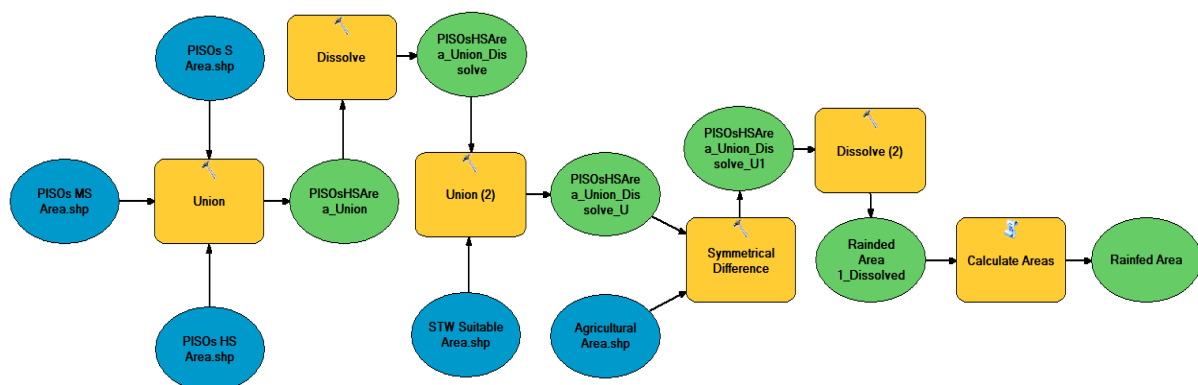 PISOs S
Area.shp
Dissolve
PISOsHSAre
a_Union_Dis
solve
PISOs MS
Area.shp
Union
PISOsHSAre
a_Union
Union (2)
PISOsHSAre
a_Union_Dis
solve_U
PISOsHSAre
a_Union_Dis
solve_U1
Dissolve (2)
Symmetrical
Difference
Rainded
Area
1_Dissolved
Calculate Areas
Rainfed Area
PISOs HS
Area.shp
STW Suitable
Area.shp
Agricultural
Area.shp